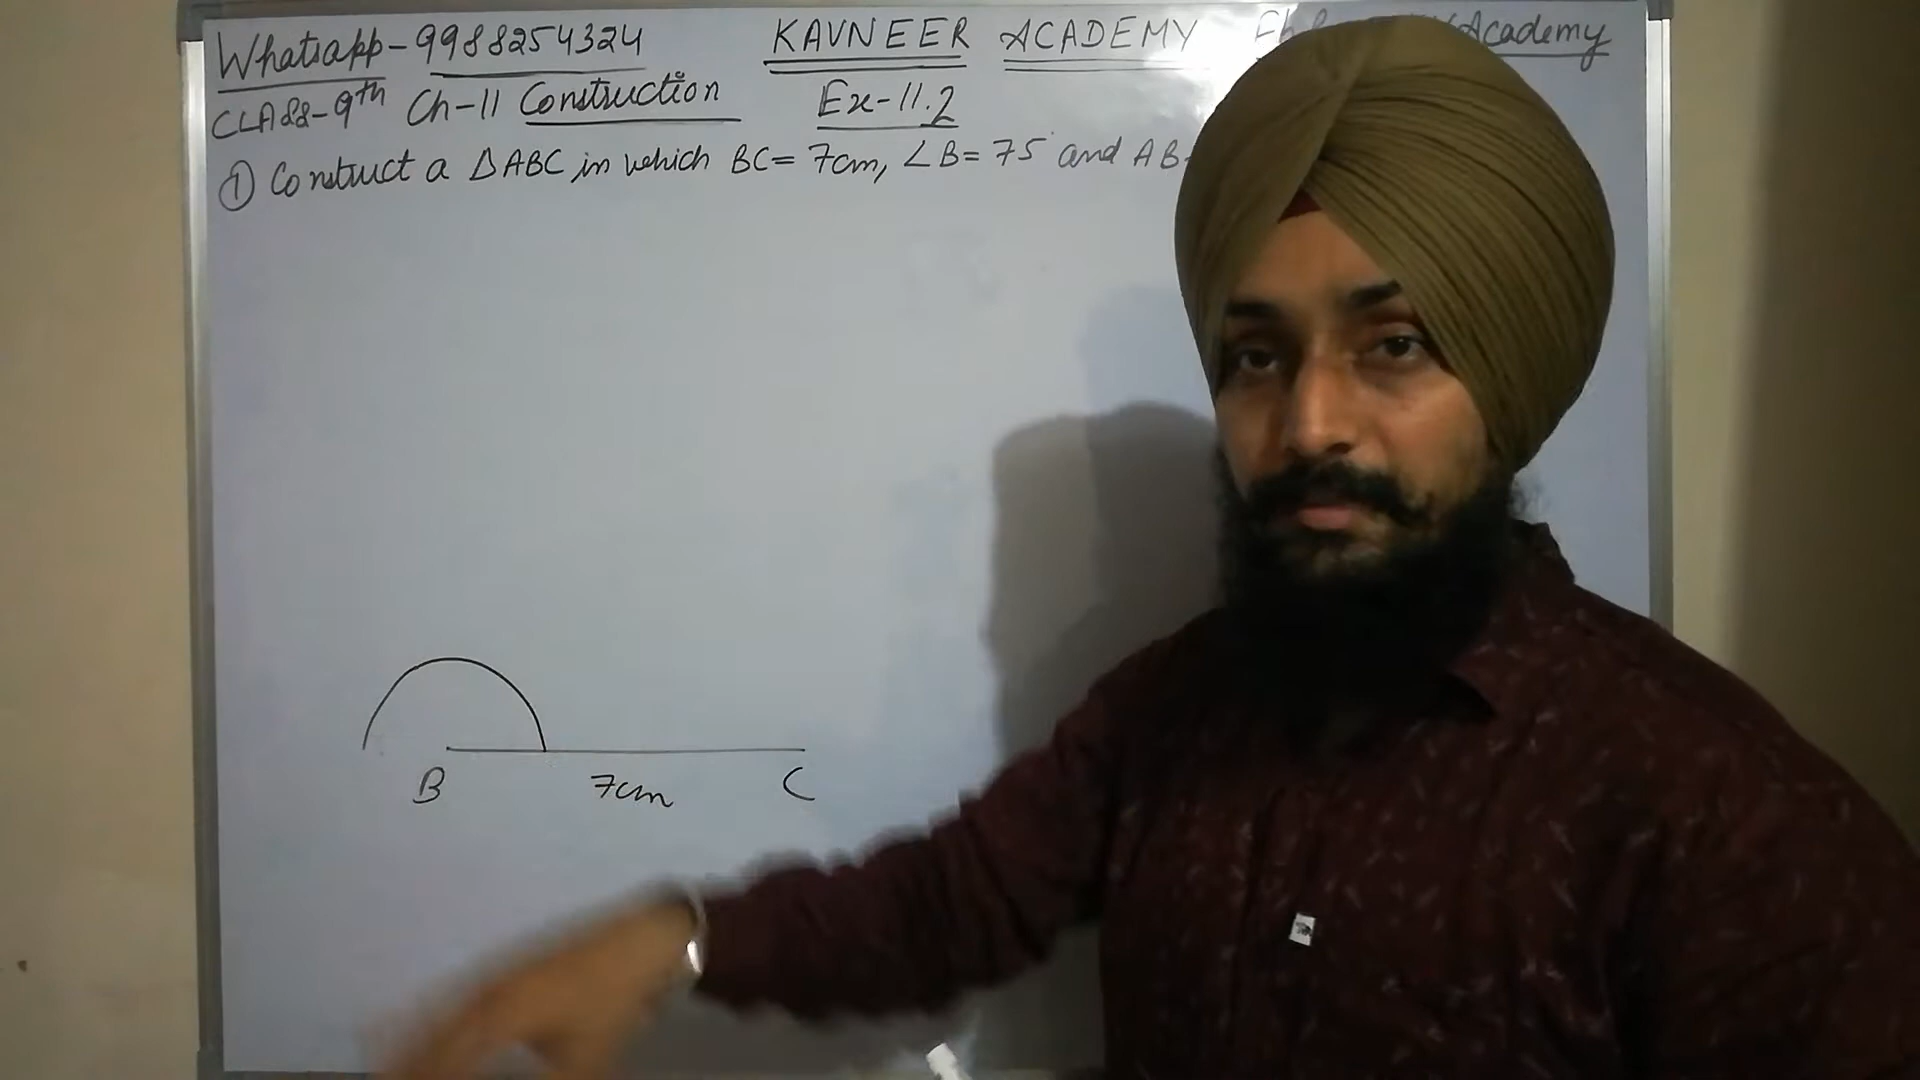 Whatsapp-9988254324 KAVNEER ACADEMY Academy
CLASS-9th Ch-11 Construction Ex-11.2
① Construct a ΔABC in which BC= 7cm, ∠B= 75° and AB
B 7cm C